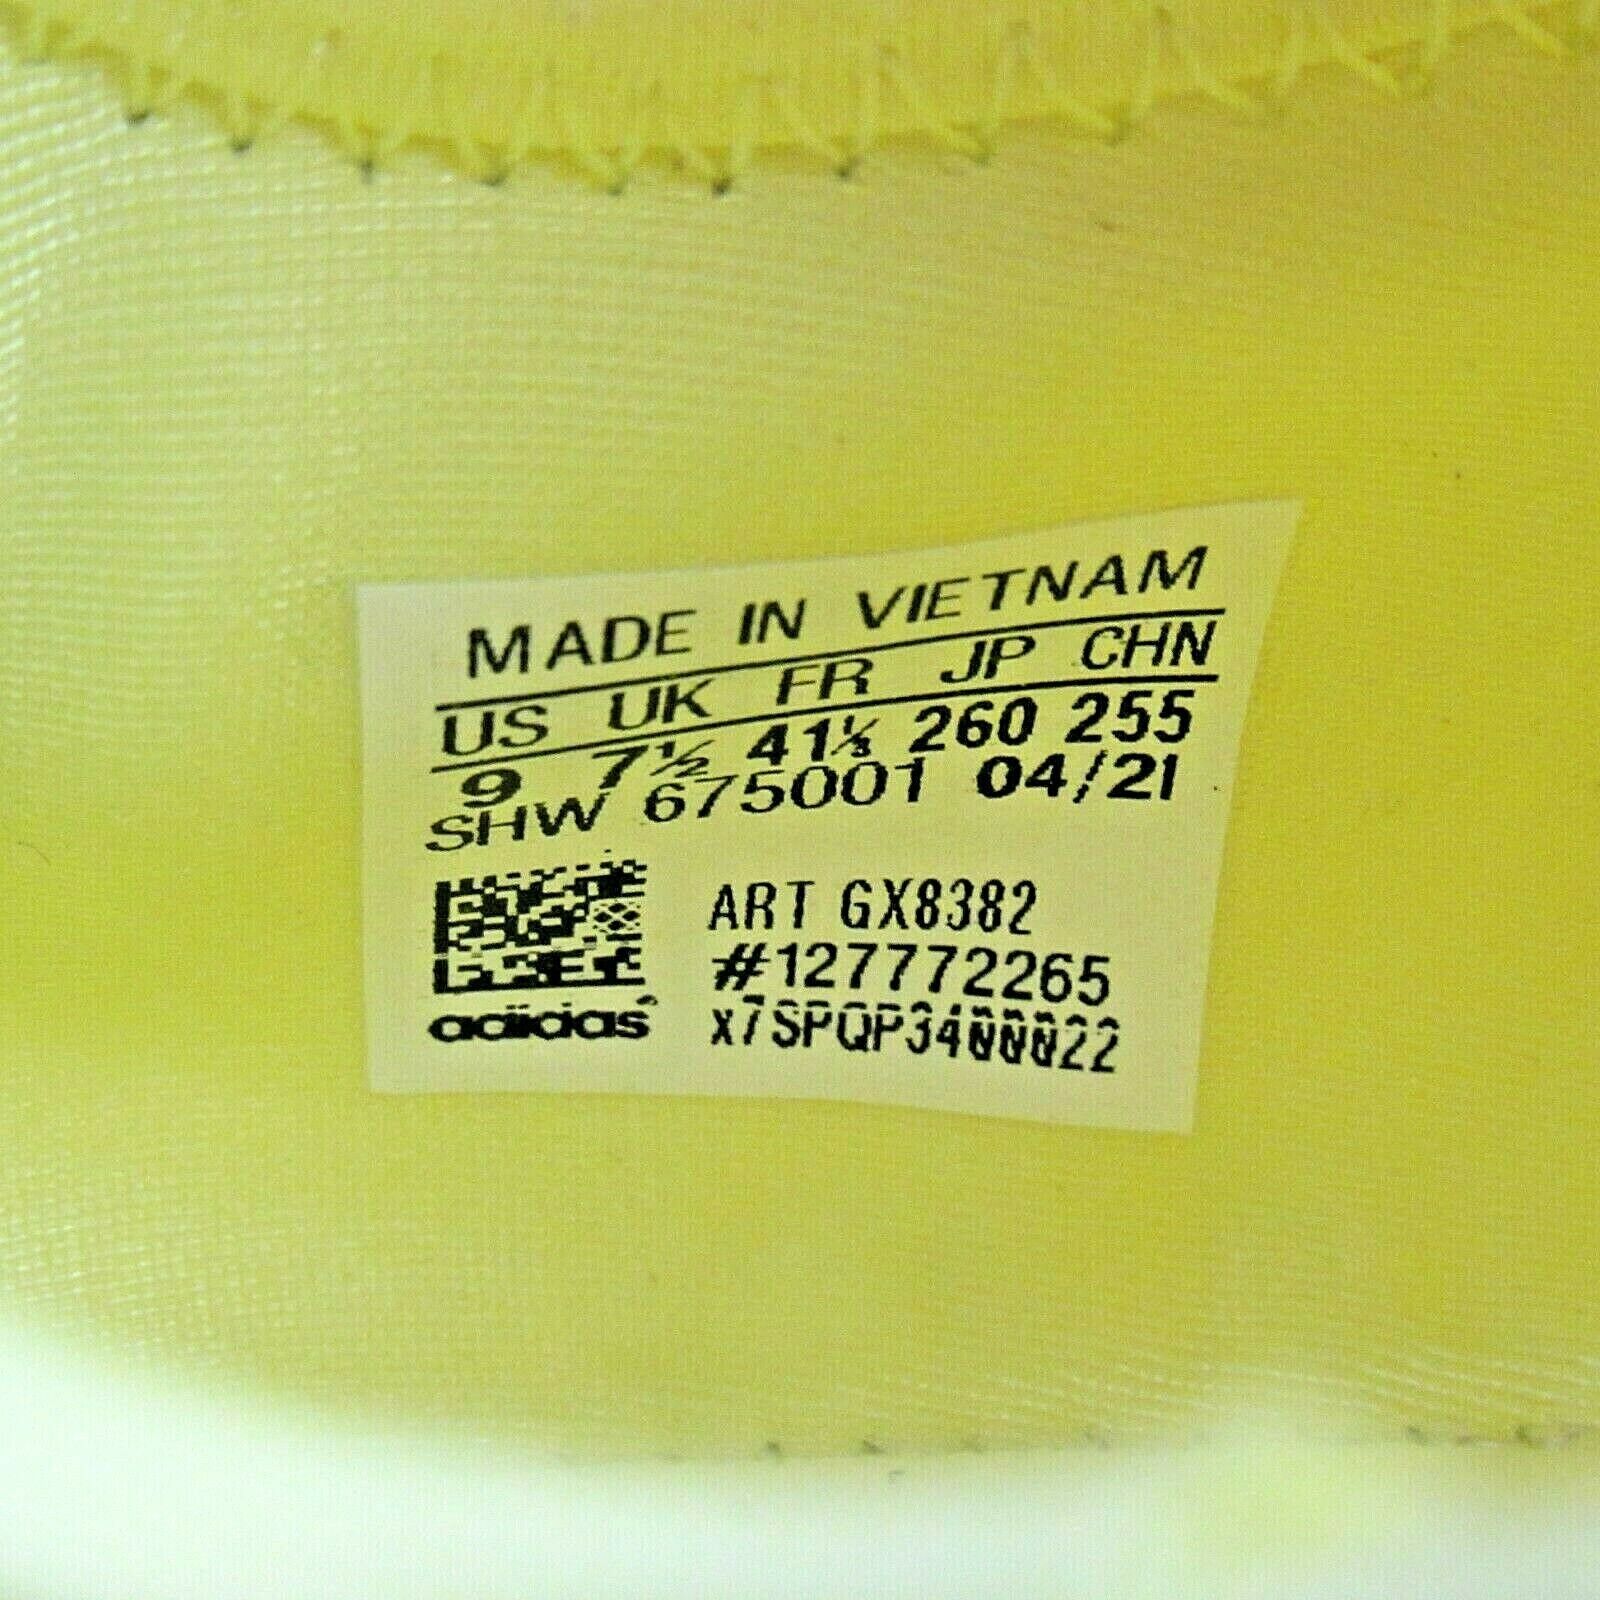 MADE IN VIETNAM
US UK FR JP CHN
9 7½ 41⅓ 260 255
SHW 675001 04/21
ART GX8382
#127772265
x7SPQP3400022
adidas